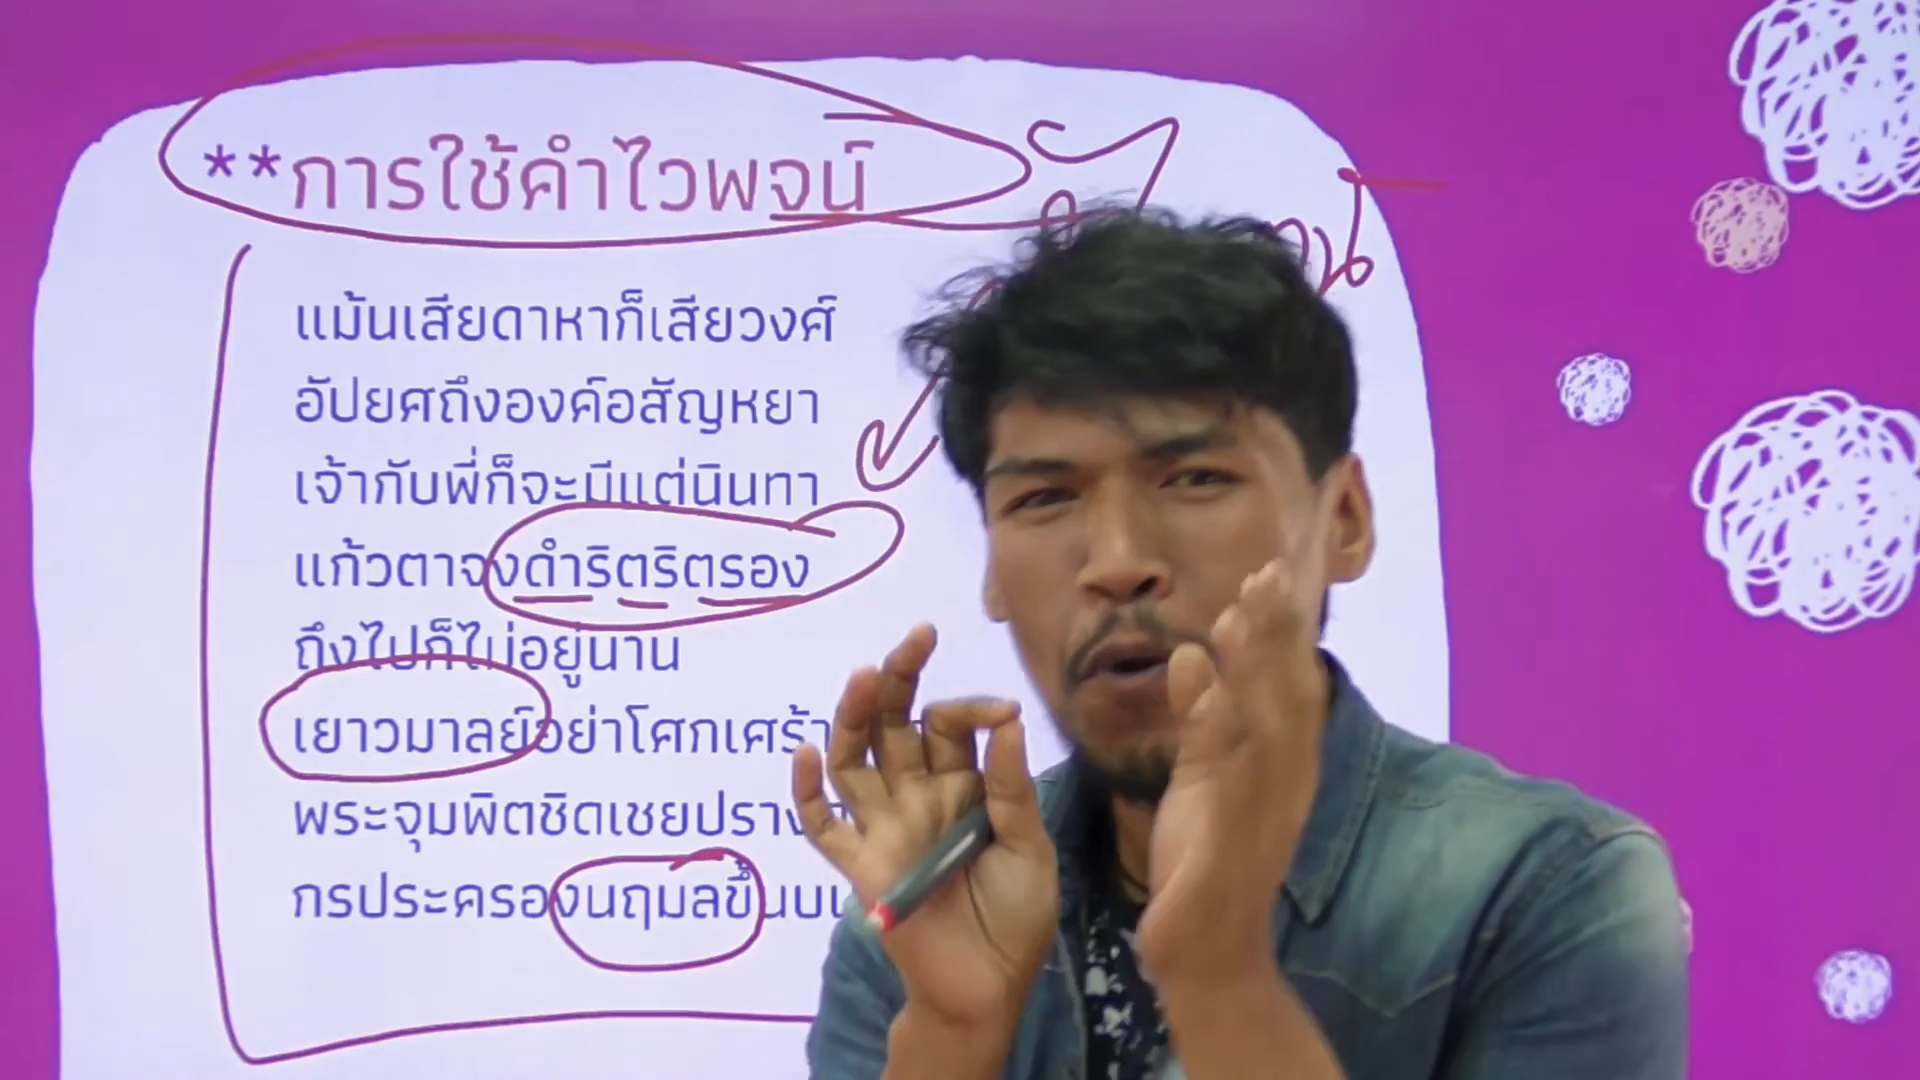 **การใช้คำไวพจน์
แม้นเสียดาหาก็เสียวงศ์
อัปยศถึงองค์อสัญหยา
เจ้ากับพี่ก็จะมีแต่นินทา
แก้วตาจงดำริตริตรอง
ถึงไปก็ไม่อยู่นาน
เยาวมาลย์อย่าโศกเศร้า
พระจุมพิตชิดเชยปราง
กรประครองนฤมลขึ้นบน